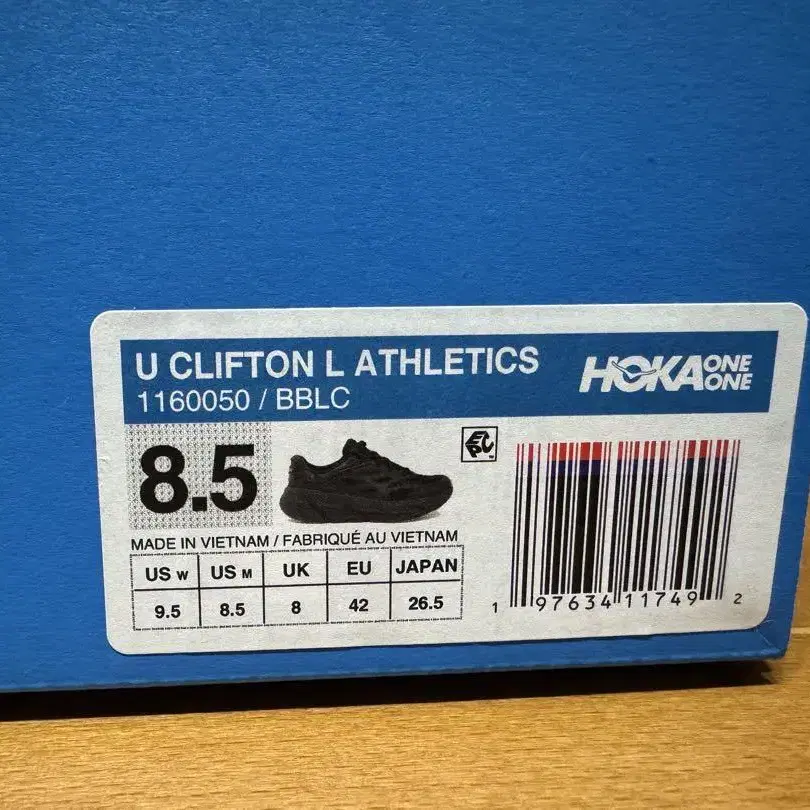 U CLIFTON L ATHLETICS
1160050 / BBLC
HOKA ONE ONE
8.5
EPC
MADE IN VIETNAM / FABRIQUÉ AU VIETNAM
US W US M UK EU JAPAN
9.5 8.5 8 42 26.5
1 97634 11749 2